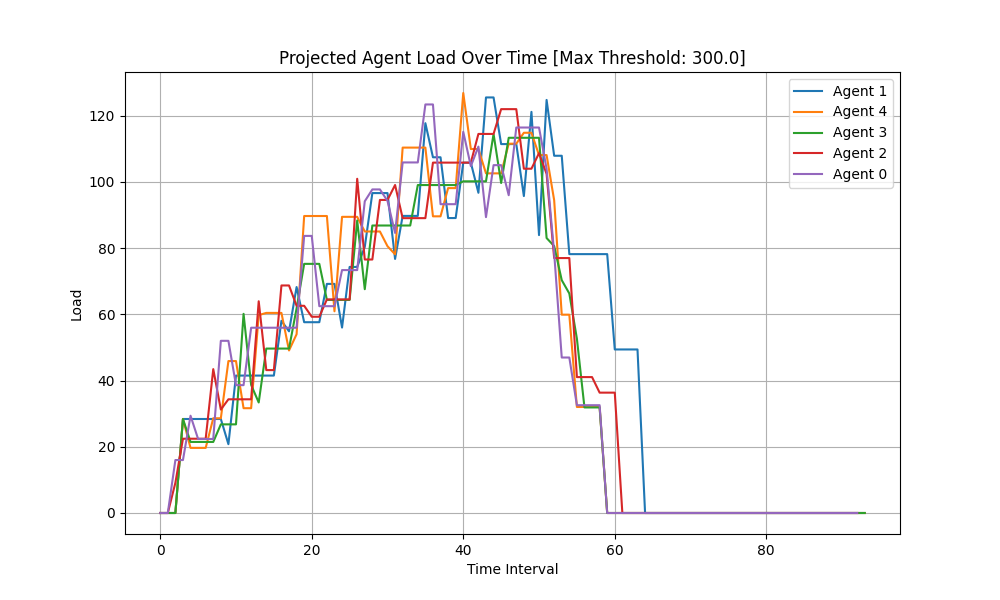 Projected Agent Load Over Time [Max Threshold: 300.0]
Agent 1
Agent 4
Agent 3
Agent 2
Agent 0
120
100
80
60
40
20
0
Load
0 20 40 60 80
Time Interval